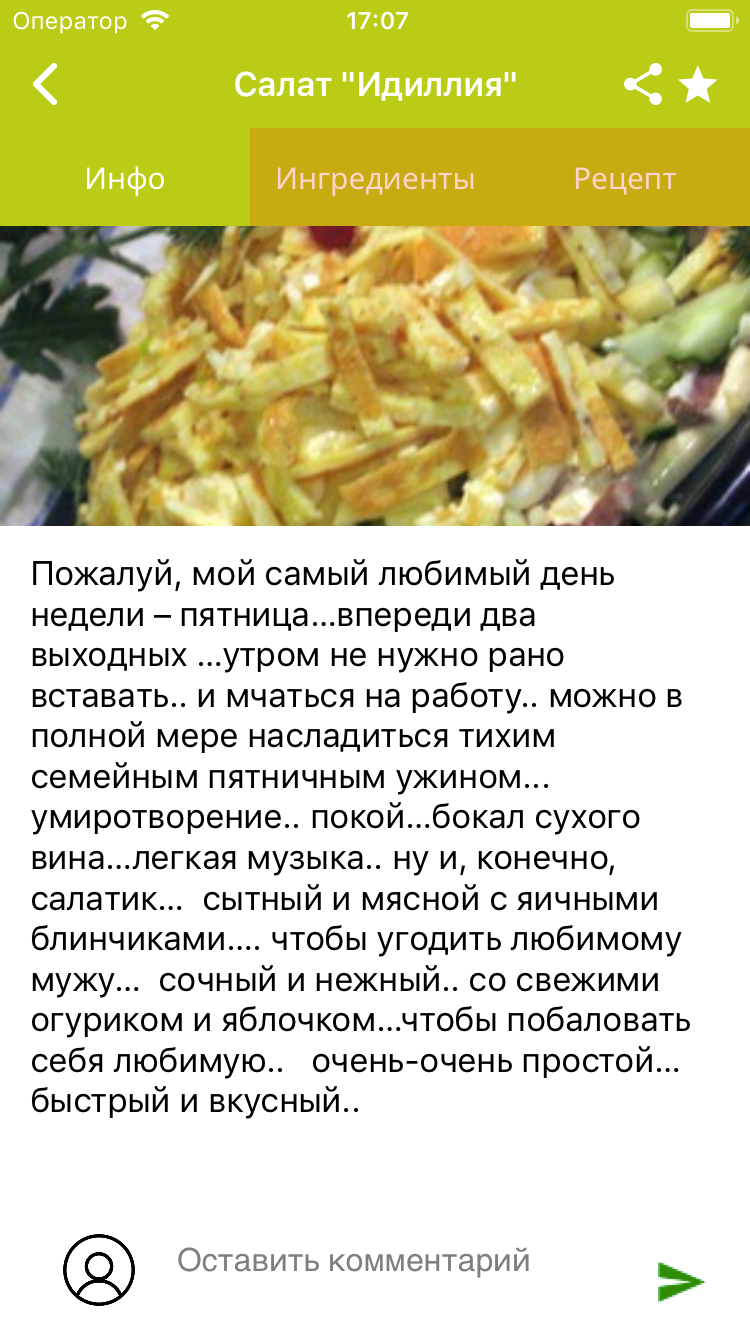 Оператор 17:07
Салат "Идиллия"
Инфо Ингредиенты Рецепт
Пожалуй, мой самый любимый день
недели – пятница...впереди два
выходных ...утром не нужно рано
вставать.. и мчаться на работу.. можно в
полной мере насладиться тихим
семейным пятничным ужином...
умиротворение.. покой...бокал сухого
вина...легкая музыка.. ну и, конечно,
салатик...  сытный и мясной с яичными
блинчиками.... чтобы угодить любимому
мужу...  сочный и нежный.. со свежими
огуриком и яблочком...чтобы побаловать
себя любимую..   очень-очень простой...
быстрый и вкусный..
Оставить комментарий